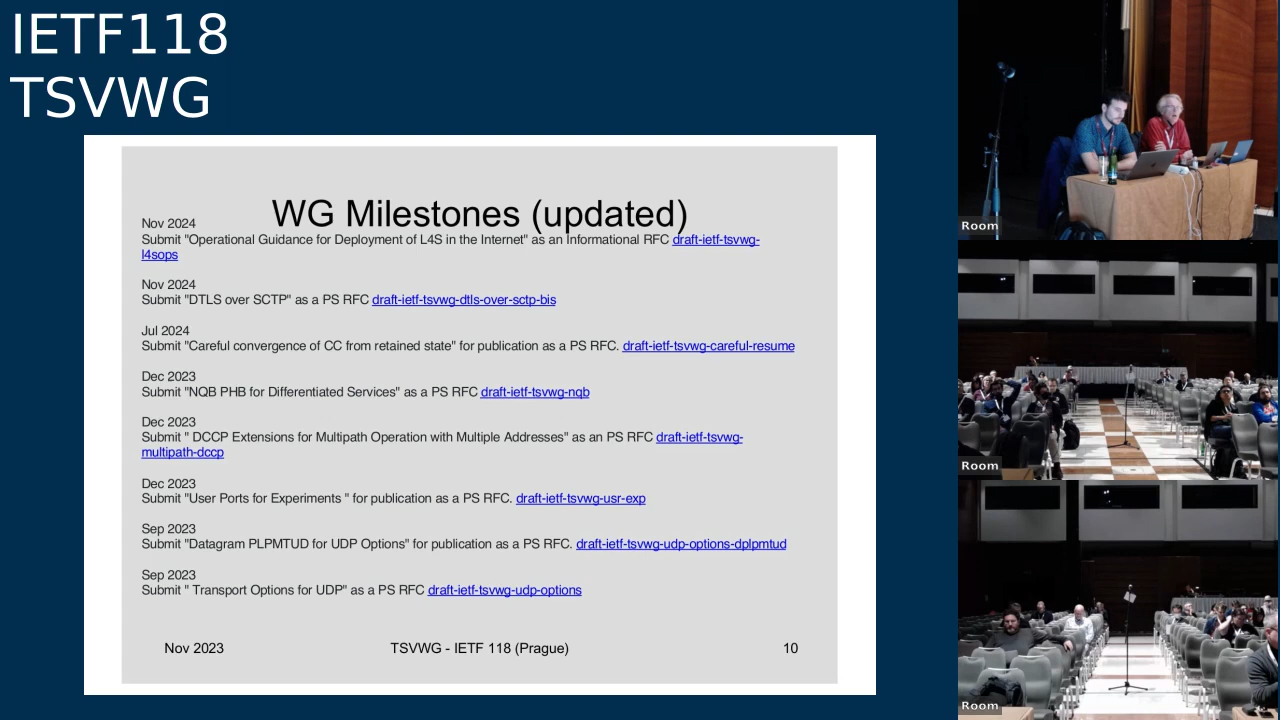 IETF118
TSVWG
WG Milestones (updated)
Nov 2024
Submit "Operational Guidance for Deployment of L4S in the Internet" as an Informational RFC draft-ietf-tsvwg-
l4sops
Nov 2024
Submit "DTLS over SCTP" as a PS RFC draft-ietf-tsvwg-dtls-over-sctp-bis
Jul 2024
Submit "Careful convergence of CC from retained state" for publication as a PS RFC. draft-ietf-tsvwg-careful-resume
Dec 2023
Submit "NQB PHB for Differentiated Services" as a PS RFC draft-ietf-tsvwg-nqb
Dec 2023
Submit " DCCP Extensions for Multipath Operation with Multiple Addresses" as an PS RFC draft-ietf-tsvwg-
multipath-dccp
Dec 2023
Submit "User Ports for Experiments " for publication as a PS RFC. draft-ietf-tsvwg-usr-exp
Sep 2023
Submit "Datagram PLPMTUD for UDP Options" for publication as a PS RFC. draft-ietf-tsvwg-udp-options-dplpmtud
Sep 2023
Submit " Transport Options for UDP" as a PS RFC draft-ietf-tsvwg-udp-options
Nov 2023
TSVWG - IETF 118 (Prague)
10
Room
Room
Room